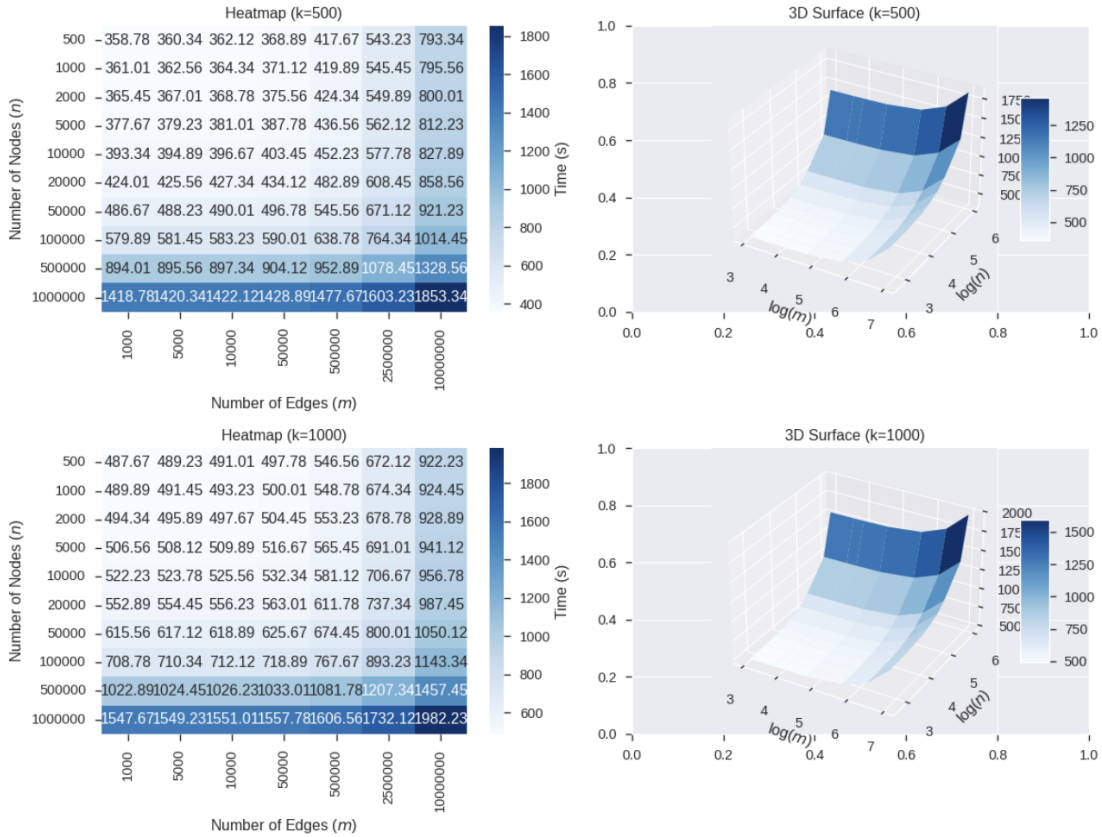 Heatmap (k=500)
500 358.78 360.34 362.12 368.89 417.67 543.23 793.34
1000 361.01 362.56 364.34 371.12 419.89 545.45 795.56
2000 365.45 367.01 368.78 375.56 424.34 549.89 800.01
5000 377.67 379.23 381.01 387.78 436.56 562.12 812.23
10000 393.34 394.89 396.67 403.45 452.23 577.78 827.89
20000 424.01 425.56 427.34 434.12 482.89 608.45 858.56
50000 486.67 488.23 490.01 496.78 545.56 671.12 921.23
100000 579.89 581.45 583.23 590.01 638.78 764.34 1014.45
500000 894.01 895.56 897.34 904.12 952.89 1078.45 1328.56
1000000 1418.78 1420.34 1422.12 1428.89 1477.67 1603.23 1853.34
1000 5000 10000 50000 500000 2500000 10000000
Number of Nodes (n)
Number of Edges (m)
1800
1600
1400
1200
1000
800
600
400
Time (s)
3D Surface (k=500)
1.0
0.8
0.6
0.4
0.2
0.0
0.0 0.2 0.4 0.6 0.8 1.0
3 4 5 6 7
log(m)
3 4 5 6
log(n)
500
750
1250
1000
750
500
Heatmap (k=1000)
500 487.67 489.23 491.01 497.78 546.56 672.12 922.23
1000 489.89 491.45 493.23 500.01 548.78 674.34 924.45
2000 494.34 495.89 497.67 504.45 553.23 678.78 928.89
5000 506.56 508.12 509.89 516.67 565.45 691.01 941.12
10000 522.23 523.78 525.56 532.34 581.12 706.67 956.78
20000 552.89 554.45 556.23 563.01 611.78 737.34 987.45
50000 615.56 617.12 618.89 625.67 674.45 800.01 1050.12
100000 708.78 710.34 712.12 718.89 767.67 893.23 1143.34
500000 1022.89 1024.45 1026.23 1033.01 1081.78 1207.34 1457.45
1000000 1547.67 1549.23 1551.01 1557.78 1606.56 1732.12 1982.23
1000 5000 10000 50000 500000 2500000 10000000
Number of Nodes (n)
Number of Edges (m)
1800
1600
1400
1200
1000
800
600
Time (s)
3D Surface (k=1000)
1.0
0.8
0.6
0.4
0.2
0.0
0.0 0.2 0.4 0.6 0.8 1.0
3 4 5 6 7
log(m)
3 4 5 6
log(n)
2000
750
500
1500
1250
1000
750
500